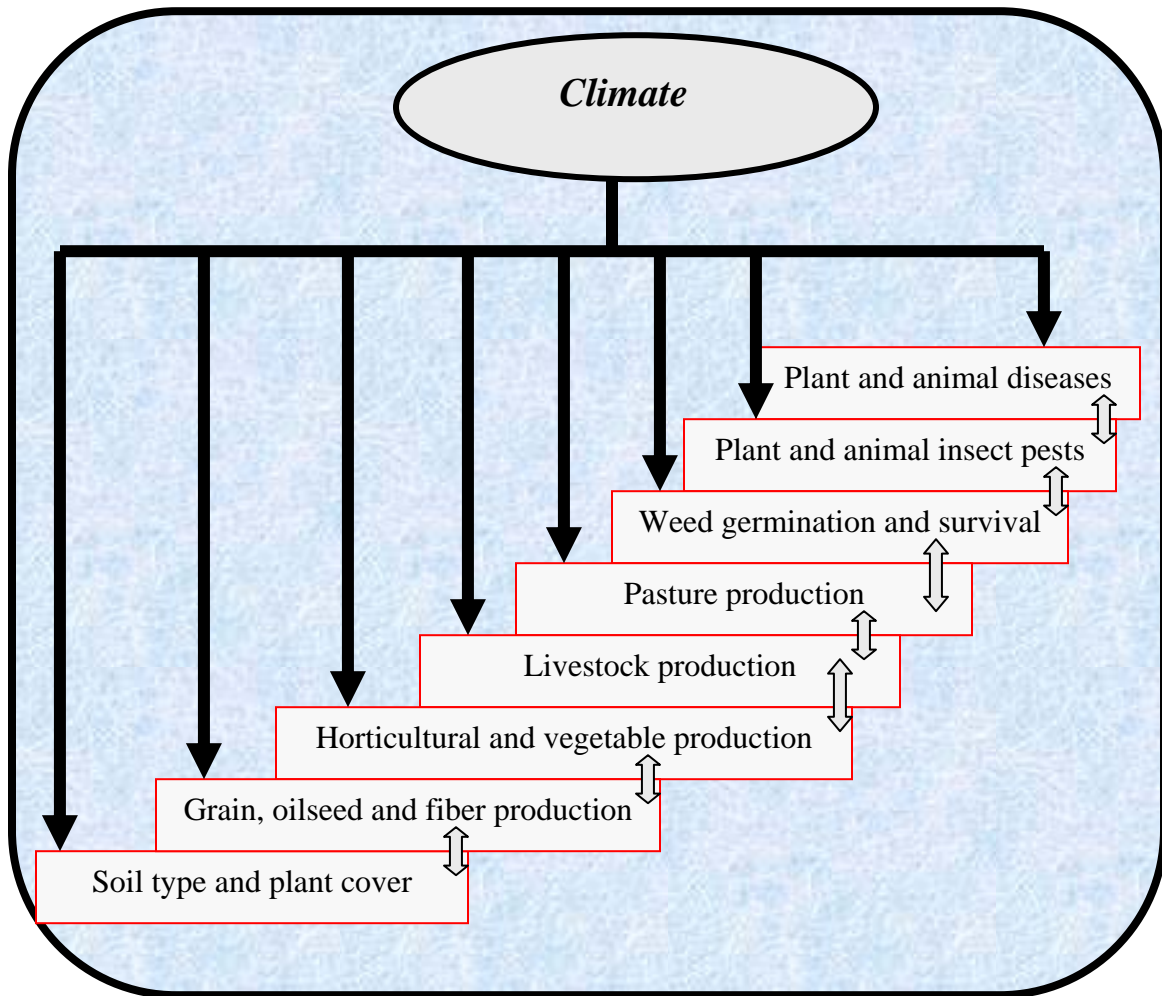 Climate
Plant and animal diseases
Plant and animal insect pests
Weed germination and survival
Pasture production
Livestock production
Horticultural and vegetable production
Grain, oilseed and fiber production
Soil type and plant cover